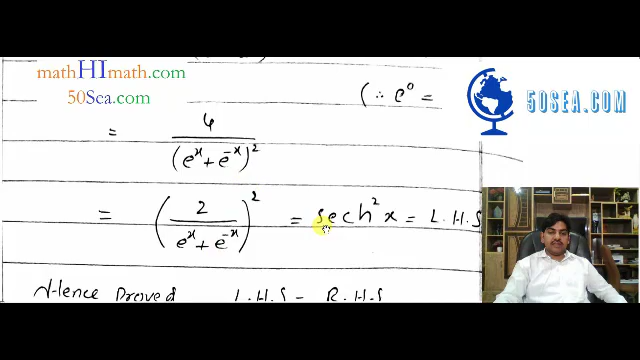 mathHImath.com
50Sea.com
50SEA.COM
(∵ e⁰ =
= 4 / (eˣ + e⁻ˣ)²
= (2 / (eˣ + e⁻ˣ))² = sech²x = L.H.S
Hence Proved L.H.S = R.H.S